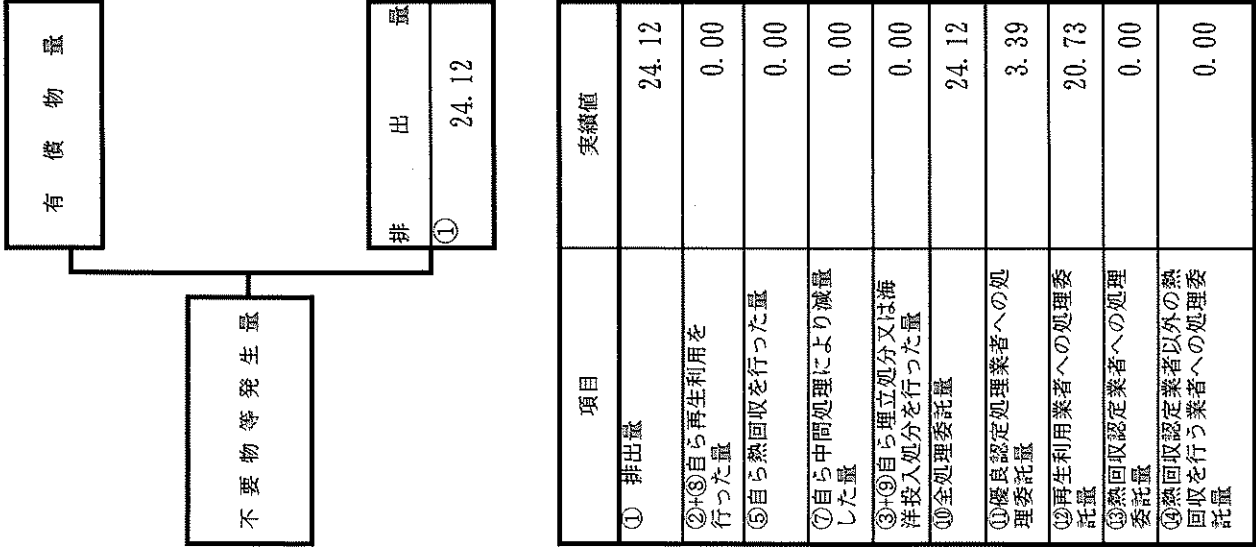 有 償 物 量
不 要 物 等 発 生 量
排 出 量
① 24.12
項目 実績値
① 排出量 24.12
②+⑧自ら再生利用を
行った量 0.00
⑤自ら熱回収を行った量 0.00
⑦自ら中間処理により減量
した量 0.00
③+⑨自ら埋立処分又は海
洋投入処分を行った量 0.00
⑩全処理委託量 24.12
⑪優良認定処理業者への処
理委託量 3.39
⑫再生利用業者への処理委
託量 20.73
⑬熱回収認定業者への処理
委託量 0.00
⑭熱回収認定業者以外の熱
回収を行う業者への処理委
託量 0.00